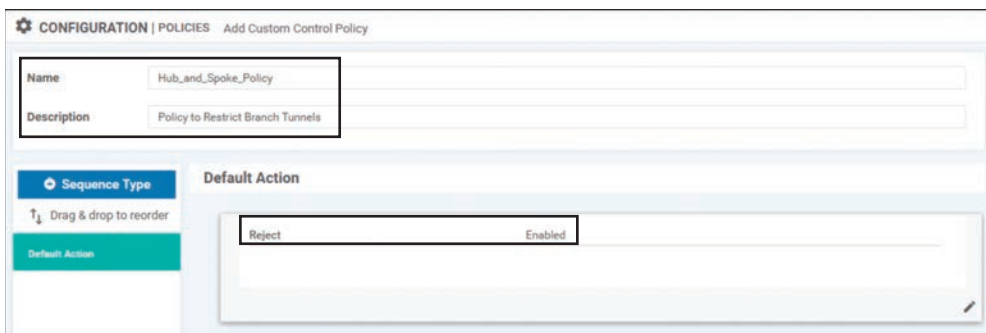 CONFIGURATION | POLICIES Add Custom Control Policy
Name Hub_and_Spoke_Policy
Description Policy to Restrict Branch Tunnels
Sequence Type
Drag & drop to reorder
Default Action
Default Action
Reject Enabled